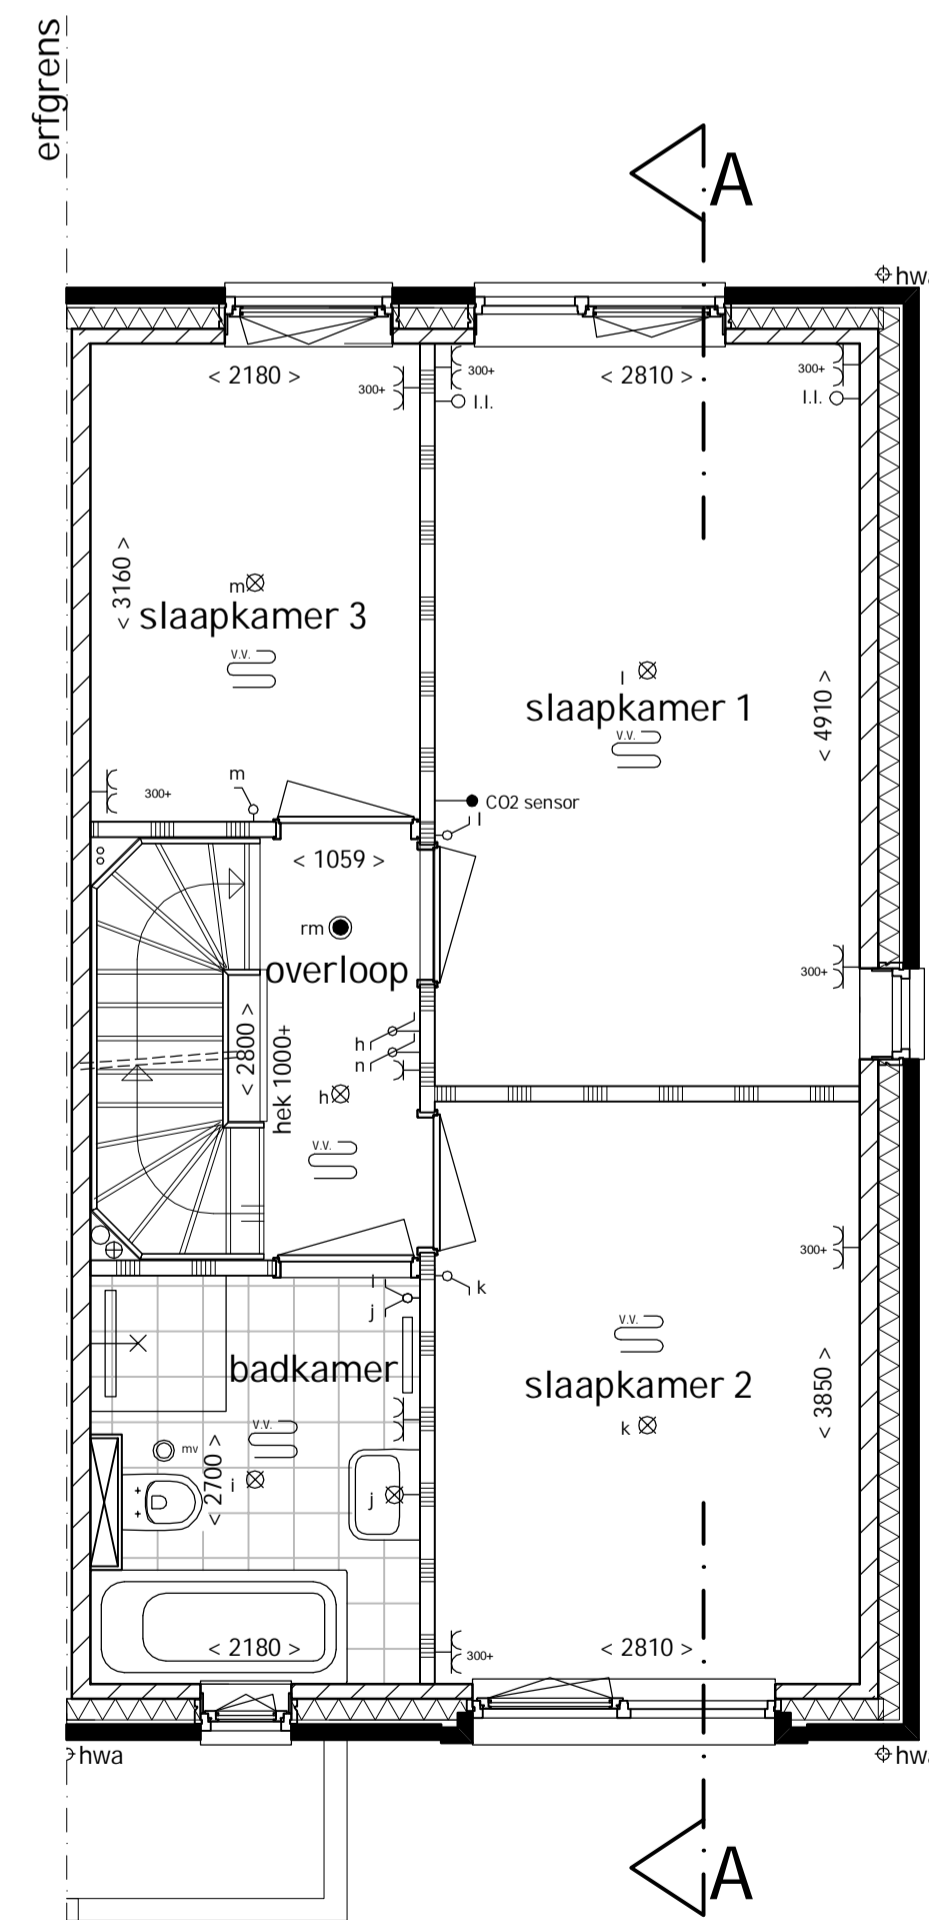 erfgrens
A
hwa
< 2180 >
300+
300+
< 2810 >
300+
l.l.
l.l.
< 3160 >
m
slaapkamer 3
v.v.
l
slaapkamer 1
v.v.
< 4910 >
m
300+
CO2 sensor
l
< 1059 >
rm
overloop
300+
h
n
< 2800 >
hek 1000+
h
v.v.
300+
k
j
badkamer
v.v.
slaapkamer 2
k
< 3850 >
v.v.
mv
< 2700 >
i
j
< 2180 >
300+
< 2810 >
hwa
hwa
A